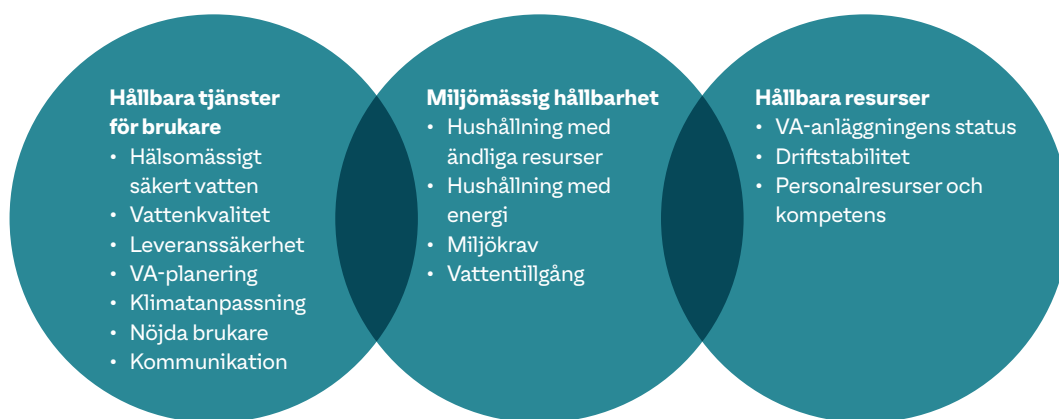 Hållbara tjänster
för brukare
• Hälsomässigt
säkert vatten
• Vattenkvalitet
• Leveranssäkerhet
• VA-planering
• Klimatanpassning
• Nöjda brukare
• Kommunikation
Miljömässig hållbarhet
• Hushållning med
ändliga resurser
• Hushållning med
energi
• Miljökrav
• Vattentillgång
Hållbara resurser
• VA-anläggningens status
• Driftstabilitet
• Personalresurser och
kompetens